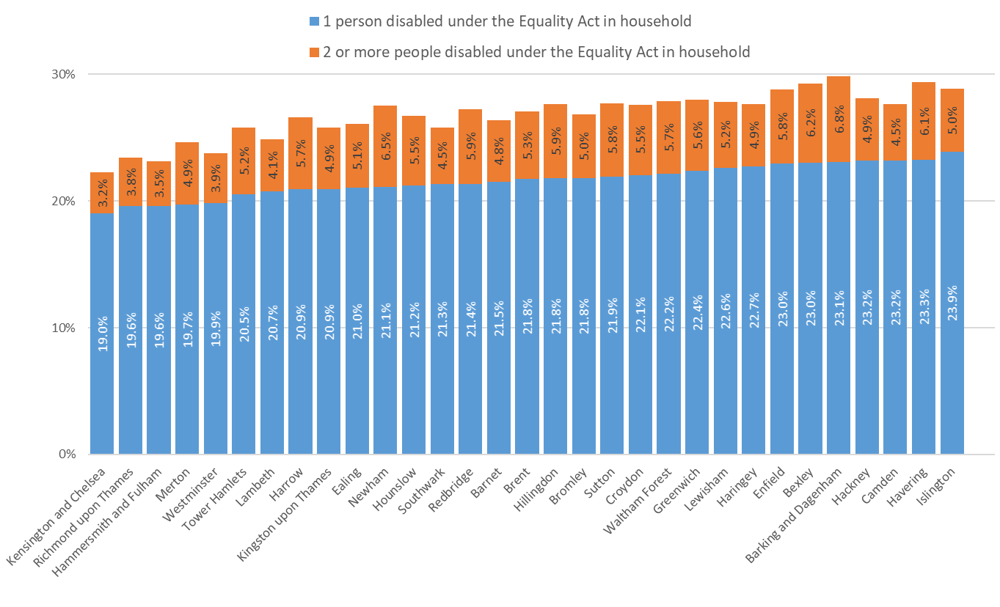 1 person disabled under the Equality Act in household
2 or more people disabled under the Equality Act in household
30%
20%
10%
0%
3.2%
3.8%
3.5%
4.9%
3.9%
5.2%
4.1%
5.7%
4.9%
5.1%
6.5%
5.5%
4.5%
5.9%
4.8%
5.3%
5.9%
5.0%
5.8%
5.5%
5.7%
5.6%
5.2%
4.9%
5.8%
6.2%
6.8%
4.9%
4.5%
6.1%
5.0%
19.0%
19.6%
19.6%
19.7%
19.9%
20.5%
20.7%
20.9%
20.9%
21.0%
21.1%
21.2%
21.3%
21.4%
21.5%
21.8%
21.8%
21.8%
21.9%
22.1%
22.2%
22.4%
22.6%
22.7%
23.0%
23.0%
23.1%
23.2%
23.2%
23.3%
23.9%
Kensington and Chelsea
Richmond upon Thames
Hammersmith and Fulham
Merton
Westminster
Tower Hamlets
Lambeth
Harrow
Kingston upon Thames
Ealing
Newham
Hounslow
Southwark
Redbridge
Barnet
Brent
Hillingdon
Bromley
Sutton
Croydon
Waltham Forest
Greenwich
Lewisham
Haringey
Enfield
Bexley
Barking and Dagenham
Hackney
Camden
Havering
Islington